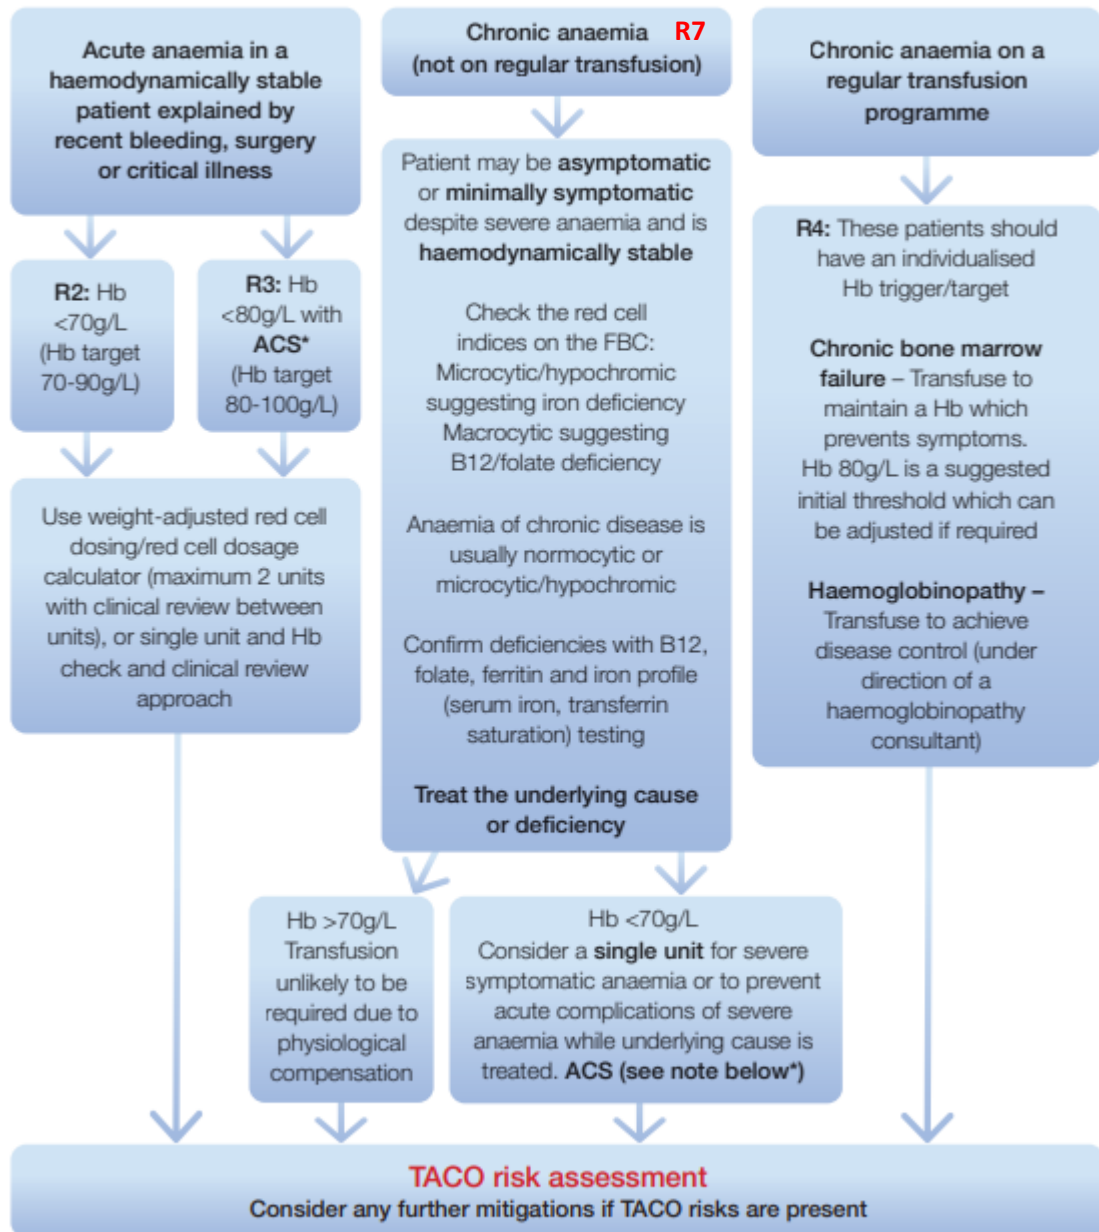 Acute anaemia in a
haemodynamically stable
patient explained by
recent bleeding, surgery
or critical illness
R2: Hb
<70g/L
(Hb target
70-90g/L)
R3: Hb
<80g/L with
ACS*
(Hb target
80-100g/L)
Use weight-adjusted red cell
dosing/red cell dosage
calculator (maximum 2 units
with clinical review between
units), or single unit and Hb
check and clinical review
approach
Chronic anaemia R7
(not on regular transfusion)
Patient may be asymptomatic
or minimally symptomatic
despite severe anaemia and is
haemodynamically stable
Check the red cell
indices on the FBC:
Microcytic/hypochromic
suggesting iron deficiency
Macrocytic suggesting
B12/folate deficiency
Anaemia of chronic disease is
usually normocytic or
microcytic/hypochromic
Confirm deficiencies with B12,
folate, ferritin and iron profile
(serum iron, transferrin
saturation) testing
Treat the underlying cause
or deficiency
Hb >70g/L
Transfusion
unlikely to be
required due to
physiological
compensation
Hb <70g/L
Consider a single unit for severe
symptomatic anaemia or to prevent
acute complications of severe
anaemia while underlying cause is
treated. ACS (see note below*)
Chronic anaemia on a
regular transfusion
programme
R4: These patients should
have an individualised
Hb trigger/target
Chronic bone marrow
failure – Transfuse to
maintain a Hb which
prevents symptoms.
Hb 80g/L is a suggested
initial threshold which can
be adjusted if required
Haemoglobinopathy –
Transfuse to achieve
disease control (under
direction of a
haemoglobinopathy
consultant)
TACO risk assessment
Consider any further mitigations if TACO risks are present